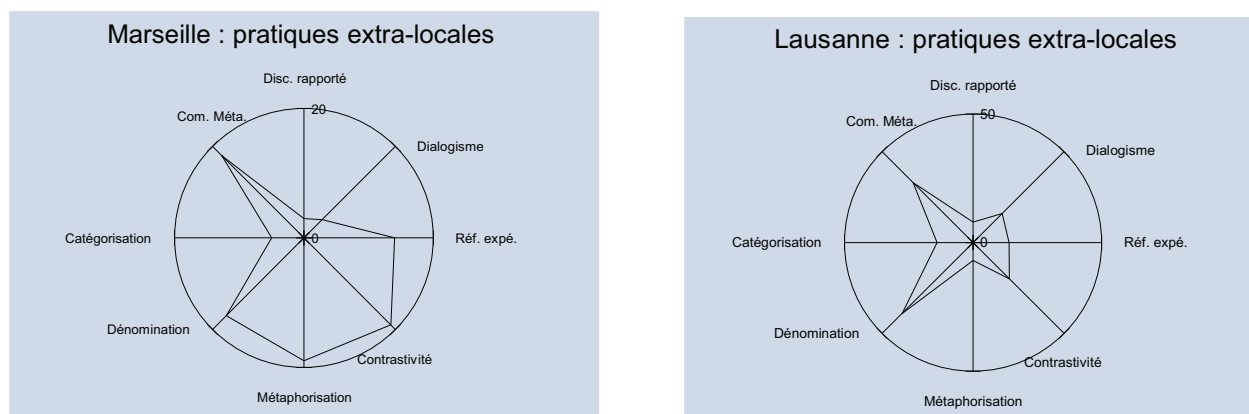 Marseille : pratiques extra-locales
Disc. rapporté
20
Com. Méta.
Dialogisme
Catégorisation
0
Réf. expé.
Dénomination
Contrastivité
Métaphorisation
Lausanne : pratiques extra-locales
Disc. rapporté
50
Com. Méta.
Dialogisme
Catégorisation
0
Réf. expé.
Dénomination
Contrastivité
Métaphorisation